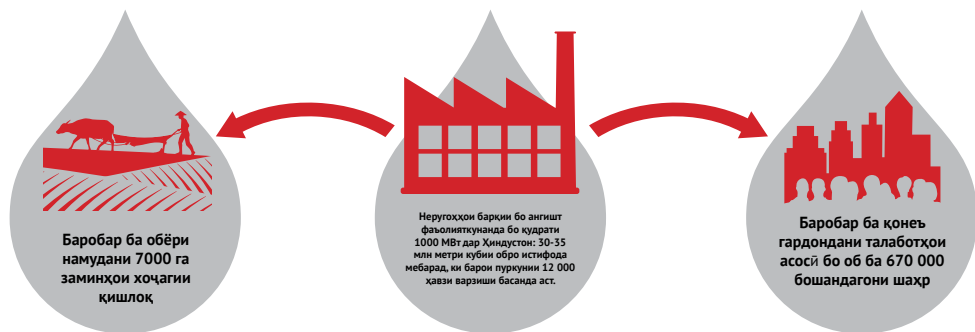 Баробар ба обёри
намудани 7000 га
заминҳои хоҷагии
қишлоқ
Неругоҳҳои барқии бо ангишт
фаъолияткунанда бо қудрати
1000 МВт дар Ҳиндустон: 30-35
млн метри кубии обро истифода
мебарад, ки барои пуркунии 12 000
ҳавзи варзиши басанда аст.
Баробар ба қонеъ
гардондани талаботҳои
асосӣ бо об ба 670 000
бошандагони шаҳр